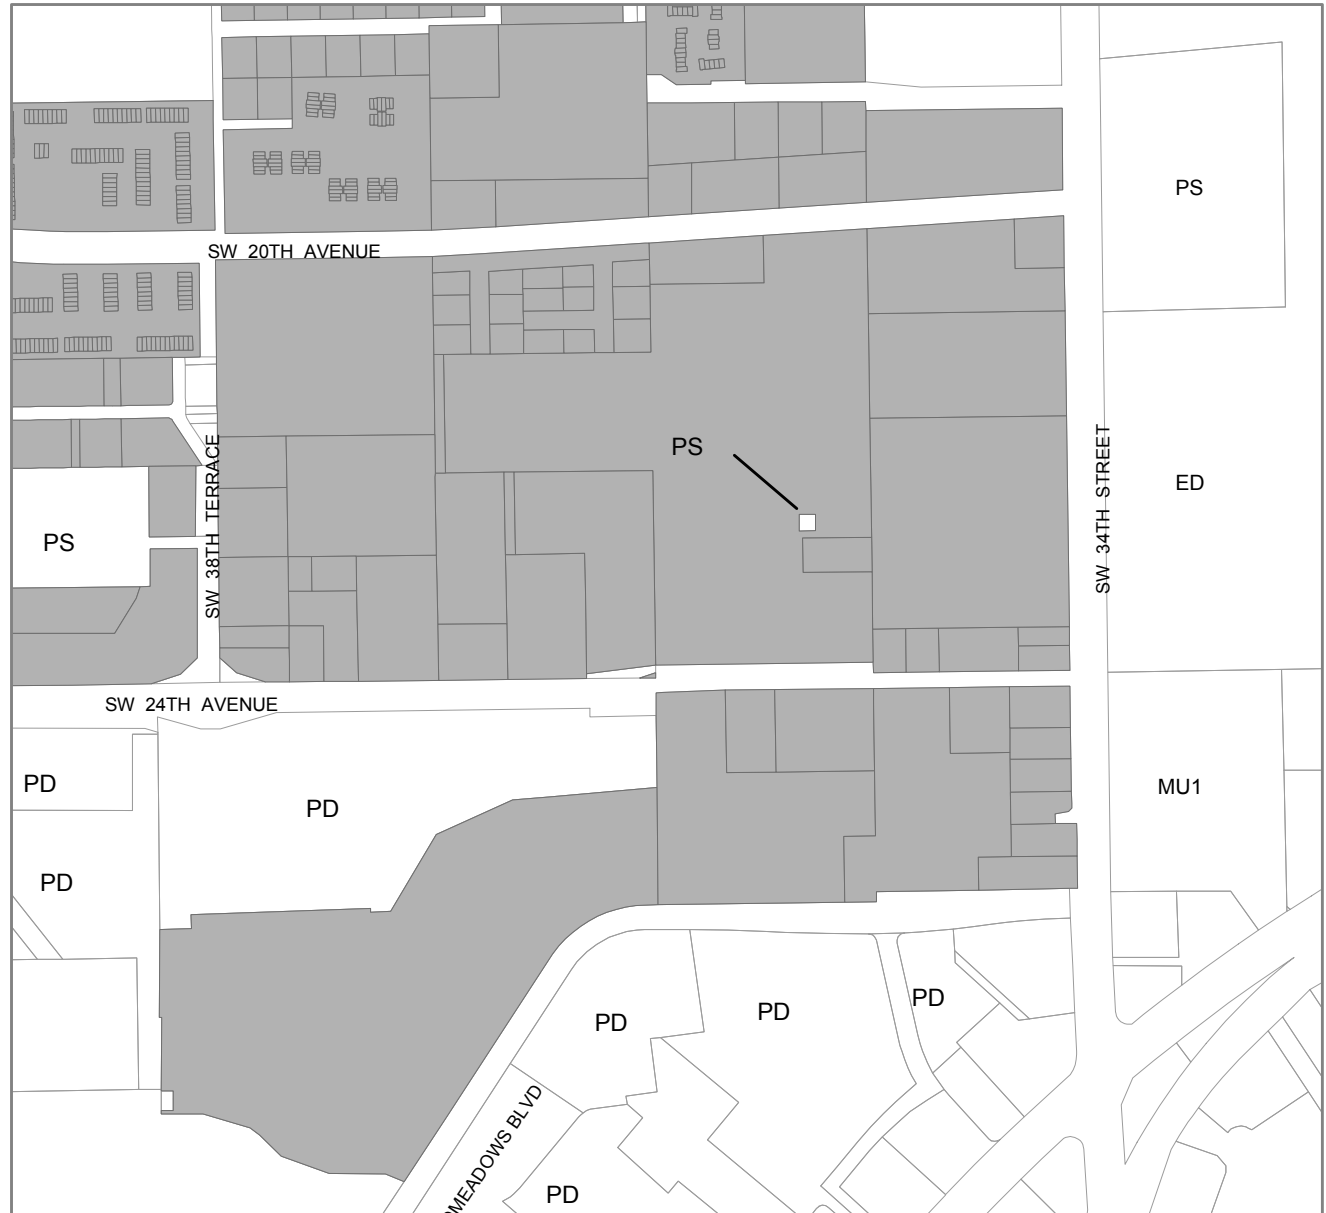 PS
SW 20TH AVENUE
PS
SW 34TH STREET
ED
SW 38TH TERRACE
PS
SW 24TH AVENUE
PD
PD
MU1
PD
PD
PD
PD
MEADOWS BLVD
PD